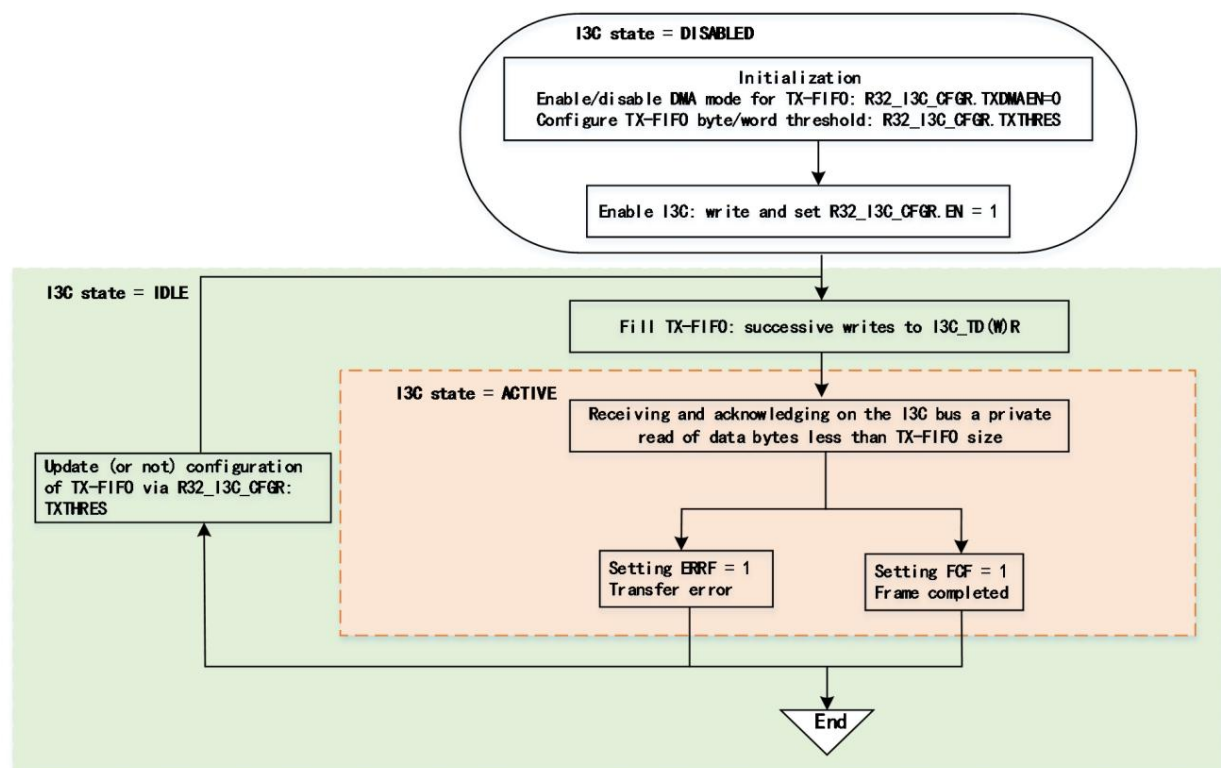 I3C state = DISABLED
Initialization
Enable/disable DMA mode for TX-FIFO: R32_I3C_CFGR.TXDMAEN=0
Configure TX-FIFO byte/word threshold: R32_I3C_CFGR.TXTHRES
Enable I3C: write and set R32_I3C_CFGR.EN = 1
I3C state = IDLE
Fill TX-FIFO: successive writes to I3C_TD(W)R
I3C state = ACTIVE
Receiving and acknowledging on the I3C bus a private
read of data bytes less than TX-FIFO size
Update (or not) configuration
of TX-FIFO via R32_I3C_CFGR:
TXTHRES
Setting ERRF = 1
Transfer error
Setting FCF = 1
Frame completed
End